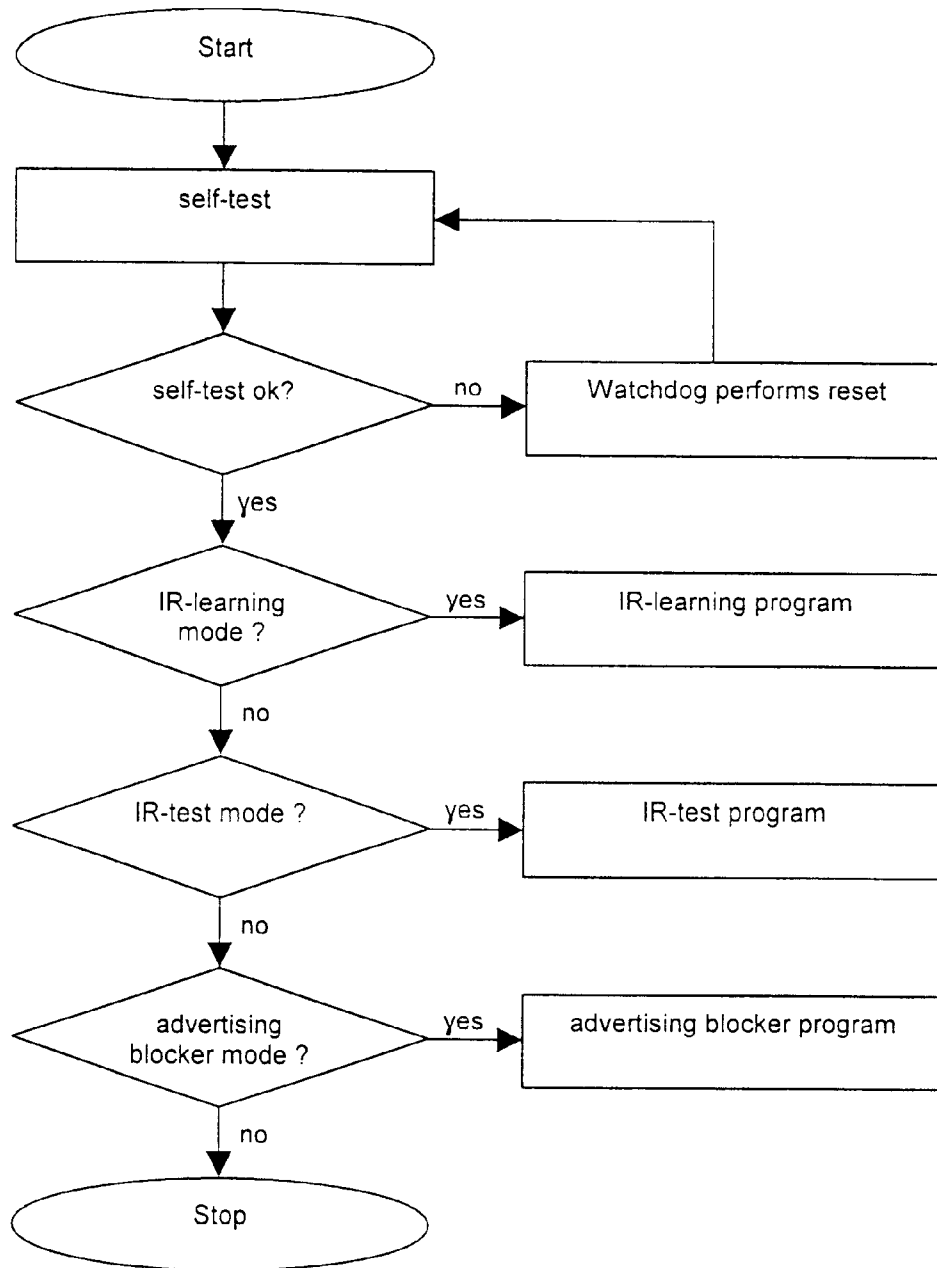 Start
self-test
self-test ok?
no
Watchdog performs reset
yes
IR-learning
mode ?
yes
IR-learning program
no
IR-test mode ?
yes
IR-test program
no
advertising
blocker mode ?
yes
advertising blocker program
no
Stop